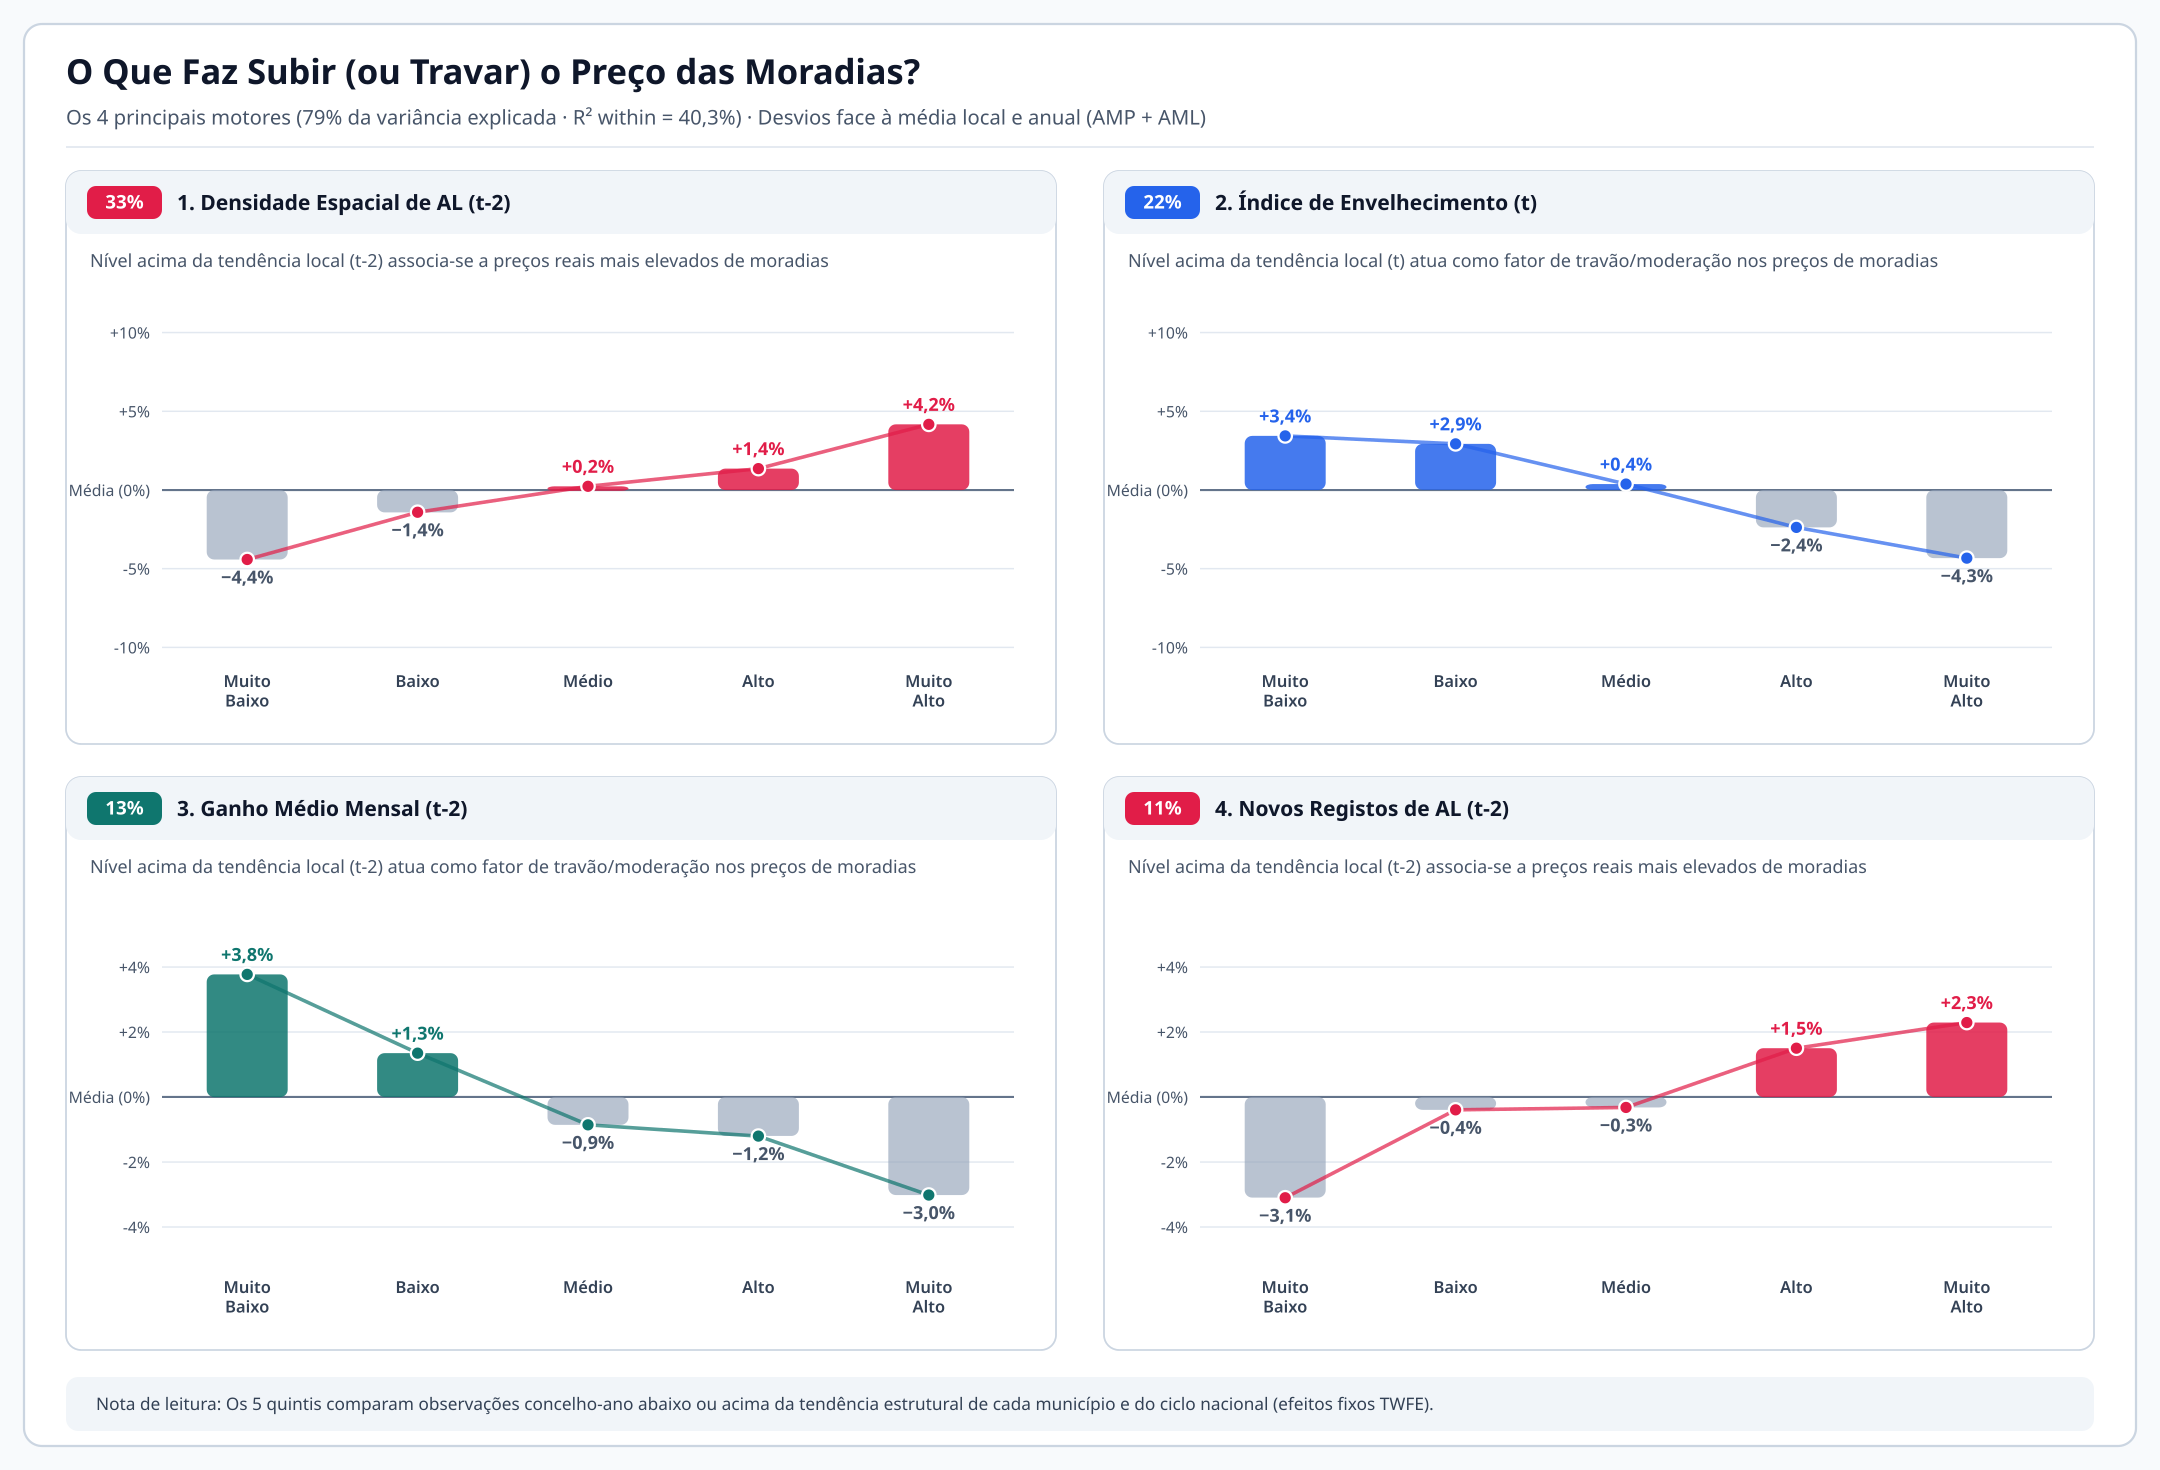 O Que Faz Subir (ou Travar) o Preço das Moradias?
Os 4 principais motores (79% da variância explicada · R² within = 40,3%) · Desvios face à média local e anual (AMP + AML)
33%
1. Densidade Espacial de AL (t-2)
Nível acima da tendência local (t-2) associa-se a preços reais mais elevados de moradias
+10%
+5%
Média (0%)
-5%
-10%
−4,4%
−1,4%
+0,2%
+1,4%
+4,2%
Muito
Baixo
Baixo
Médio
Alto
Muito
Alto
22%
2. Índice de Envelhecimento (t)
Nível acima da tendência local (t) atua como fator de travão/moderação nos preços de moradias
+10%
+5%
Média (0%)
-5%
-10%
+3,4%
+2,9%
+0,4%
−2,4%
−4,3%
Muito
Baixo
Baixo
Médio
Alto
Muito
Alto
13%
3. Ganho Médio Mensal (t-2)
Nível acima da tendência local (t-2) atua como fator de travão/moderação nos preços de moradias
+4%
+2%
Média (0%)
-2%
-4%
+3,8%
+1,3%
−0,9%
−1,2%
−3,0%
Muito
Baixo
Baixo
Médio
Alto
Muito
Alto
11%
4. Novos Registos de AL (t-2)
Nível acima da tendência local (t-2) associa-se a preços reais mais elevados de moradias
+4%
+2%
Média (0%)
-2%
-4%
−3,1%
−0,4%
−0,3%
+1,5%
+2,3%
Muito
Baixo
Baixo
Médio
Alto
Muito
Alto
Nota de leitura: Os 5 quintis comparam observações concelho-ano abaixo ou acima da tendência estrutural de cada município e do ciclo nacional (efeitos fixos TWFE).